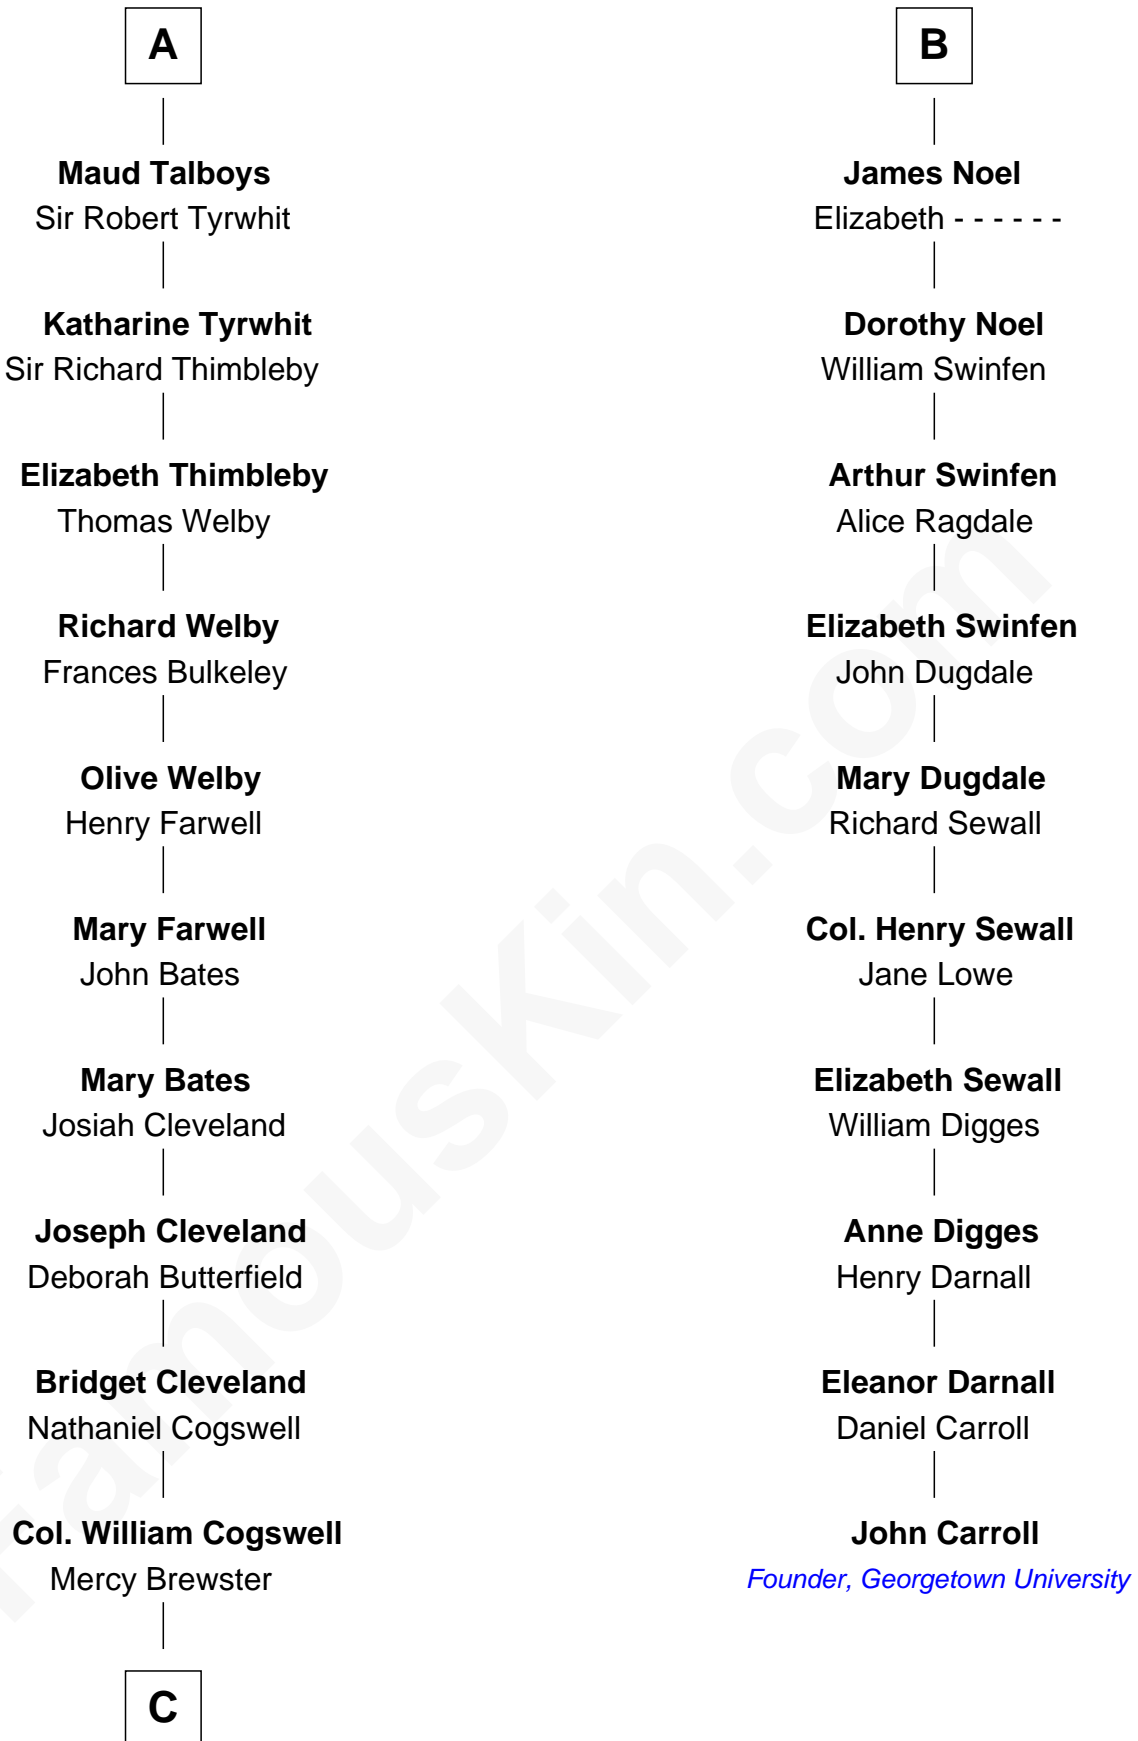 A
Maud Talboys
Sir Robert Tyrwhit
Katharine Tyrwhit
Sir Richard Thimbleby
Elizabeth Thimbleby
Thomas Welby
Richard Welby
Frances Bulkeley
Olive Welby
Henry Farwell
Mary Farwell
John Bates
Mary Bates
Josiah Cleveland
Joseph Cleveland
Deborah Butterfield
Bridget Cleveland
Nathaniel Cogswell
Col. William Cogswell
Mercy Brewster
C
B
James Noel
Elizabeth - - - - - -
Dorothy Noel
William Swinfen
Arthur Swinfen
Alice Ragdale
Elizabeth Swinfen
John Dugdale
Mary Dugdale
Richard Sewall
Col. Henry Sewall
Jane Lowe
Elizabeth Sewall
William Digges
Anne Digges
Henry Darnall
Eleanor Darnall
Daniel Carroll
John Carroll
Founder, Georgetown University
FamousKin.com